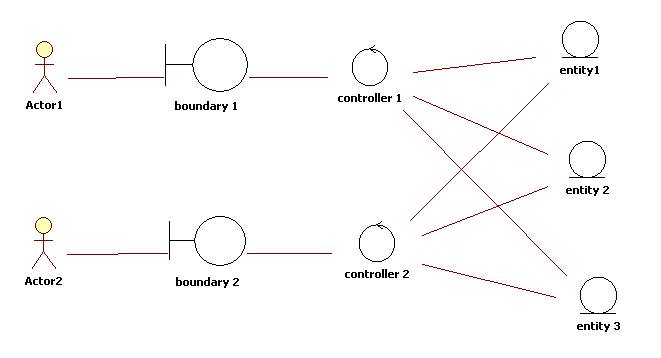 Actor1
boundary 1
controller 1
entity1
entity 2
Actor2
boundary 2
controller 2
entity 3